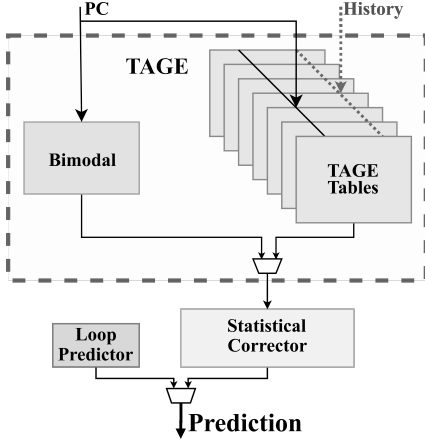 PC
History
TAGE
Bimodal
TAGE
Tables
Statistical
Corrector
Loop
Predictor
Prediction